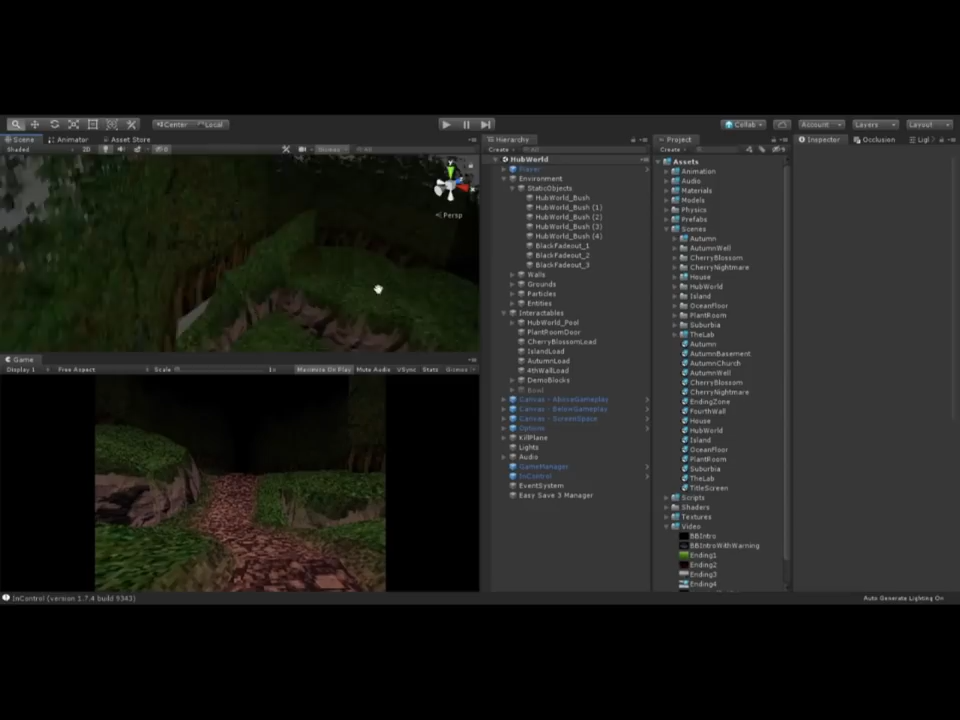 Center Local
Collab
Account
Layers
Layout
Scene Animator Asset Store
Shaded 2D Gizmos All
< Persp
Game
Display 1 Free Aspect Scale 1x Maximize On Play Mute Audio VSync Stats Gizmos
Hierarchy
Create
HubWorld
Player
Environment
StaticObjects
HubWorld_Bush
HubWorld_Bush (1)
HubWorld_Bush (2)
HubWorld_Bush (3)
HubWorld_Bush (4)
BlackFadeout_1
BlackFadeout_2
BlackFadeout_3
Walls
Grounds
Particles
Entities
Interactables
HubWorld_Pool
PlantRoomDoor
CherryBlossomLoad
IslandLoad
AutumnLoad
4thWallLoad
DemoBlocks
Bowl
Canvas - AboveGameplay
Canvas - BelowGameplay
Canvas - ScreenSpace
Options
KillPlane
Lights
Audio
GameManager
InControl
EventSystem
Easy Save 3 Manager
Project
Create
Assets
Animation
Audio
Materials
Models
Physics
Prefabs
Scenes
Autumn
AutumnWell
CherryBlossom
CherryNightmare
House
HubWorld
Island
OceanFloor
PlantRoom
Suburbia
TheLab
Autumn
AutumnBasement
AutumnChurch
AutumnWell
CherryBlossom
CherryNightmare
EndingZone
FourthWall
House
HubWorld
Island
OceanFloor
PlantRoom
Suburbia
TheLab
TitleScreen
Scripts
Shaders
Textures
Video
BBIntro
BBIntroWithWarning
Ending1
Ending2
Ending3
Ending4
Inspector Occlusion
InControl (version 1.7.4 build 9343)
Auto Generate Lighting On